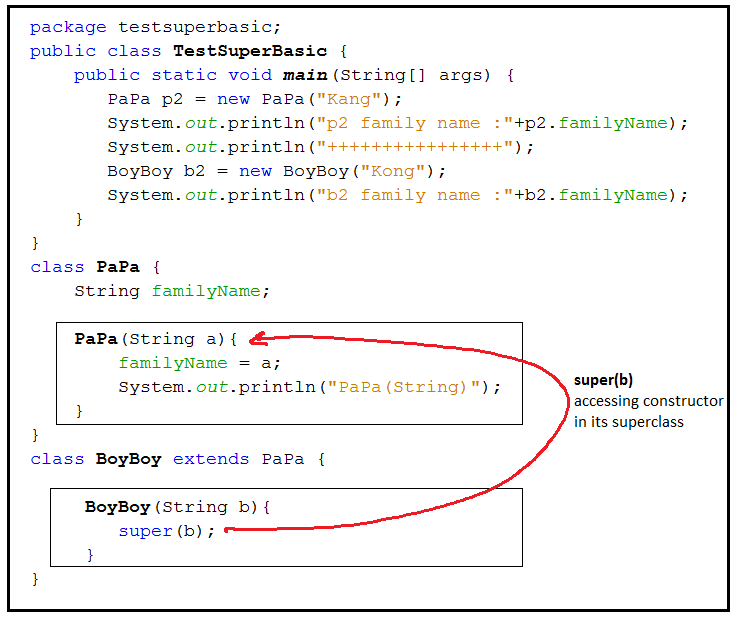 package testsuperbasic;
public class TestSuperBasic {
public static void main(String[] args) {
PaPa p2 = new PaPa("Kang");
System.out.println("p2 family name :"+p2.familyName);
System.out.println("++++++++++++++++");
BoyBoy b2 = new BoyBoy("Kong");
System.out.println("b2 family name :"+b2.familyName);
}
}
class PaPa {
String familyName;
PaPa(String a){
familyName = a;
System.out.println("PaPa(String)");
}
}
class BoyBoy extends PaPa {
BoyBoy(String b){
super(b);
}
}
super(b)
accessing constructor
in its superclass